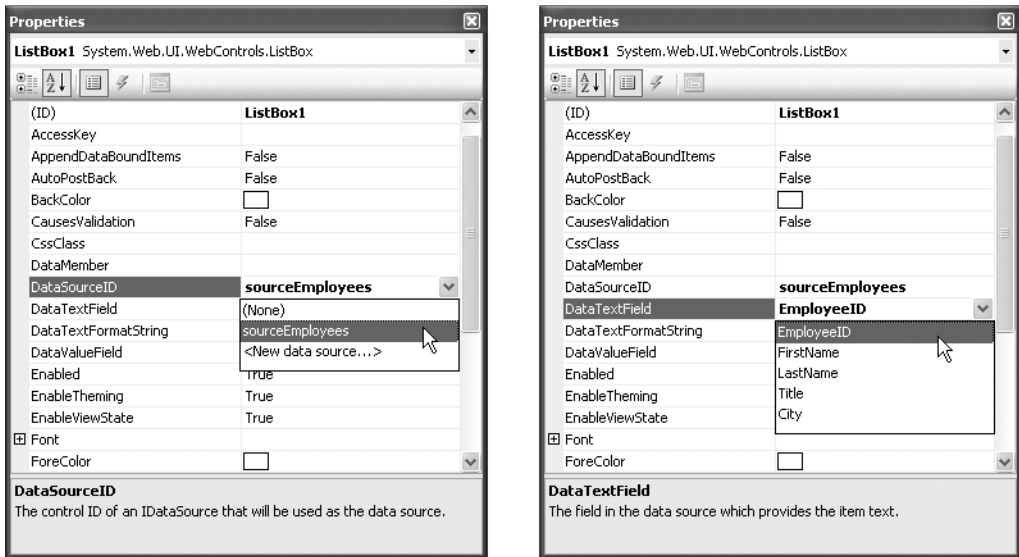 Properties
ListBox1 System.Web.UI.WebControls.ListBox
(ID) ListBox1
AccessKey
AppendDataBoundItems False
AutoPostBack False
BackColor
CausesValidation False
CssClass
DataMember
DataSourceID sourceEmployees
DataTextField (None)
DataTextFormatString sourceEmployees
DataValueField <New data source...>
Enabled True
EnableTheming True
EnableViewState True
Font
ForeColor
DataSourceID
The control ID of an IDataSource that will be used as the data source.
Properties
ListBox1 System.Web.UI.WebControls.ListBox
(ID) ListBox1
AccessKey
AppendDataBoundItems False
AutoPostBack False
BackColor
CausesValidation False
CssClass
DataMember
DataSourceID sourceEmployees
DataTextField EmployeeID
DataTextFormatString EmployeeID
DataValueField FirstName
Enabled LastName
EnableTheming Title
EnableViewState City
Font
ForeColor
DataTextField
The field in the data source which provides the item text.